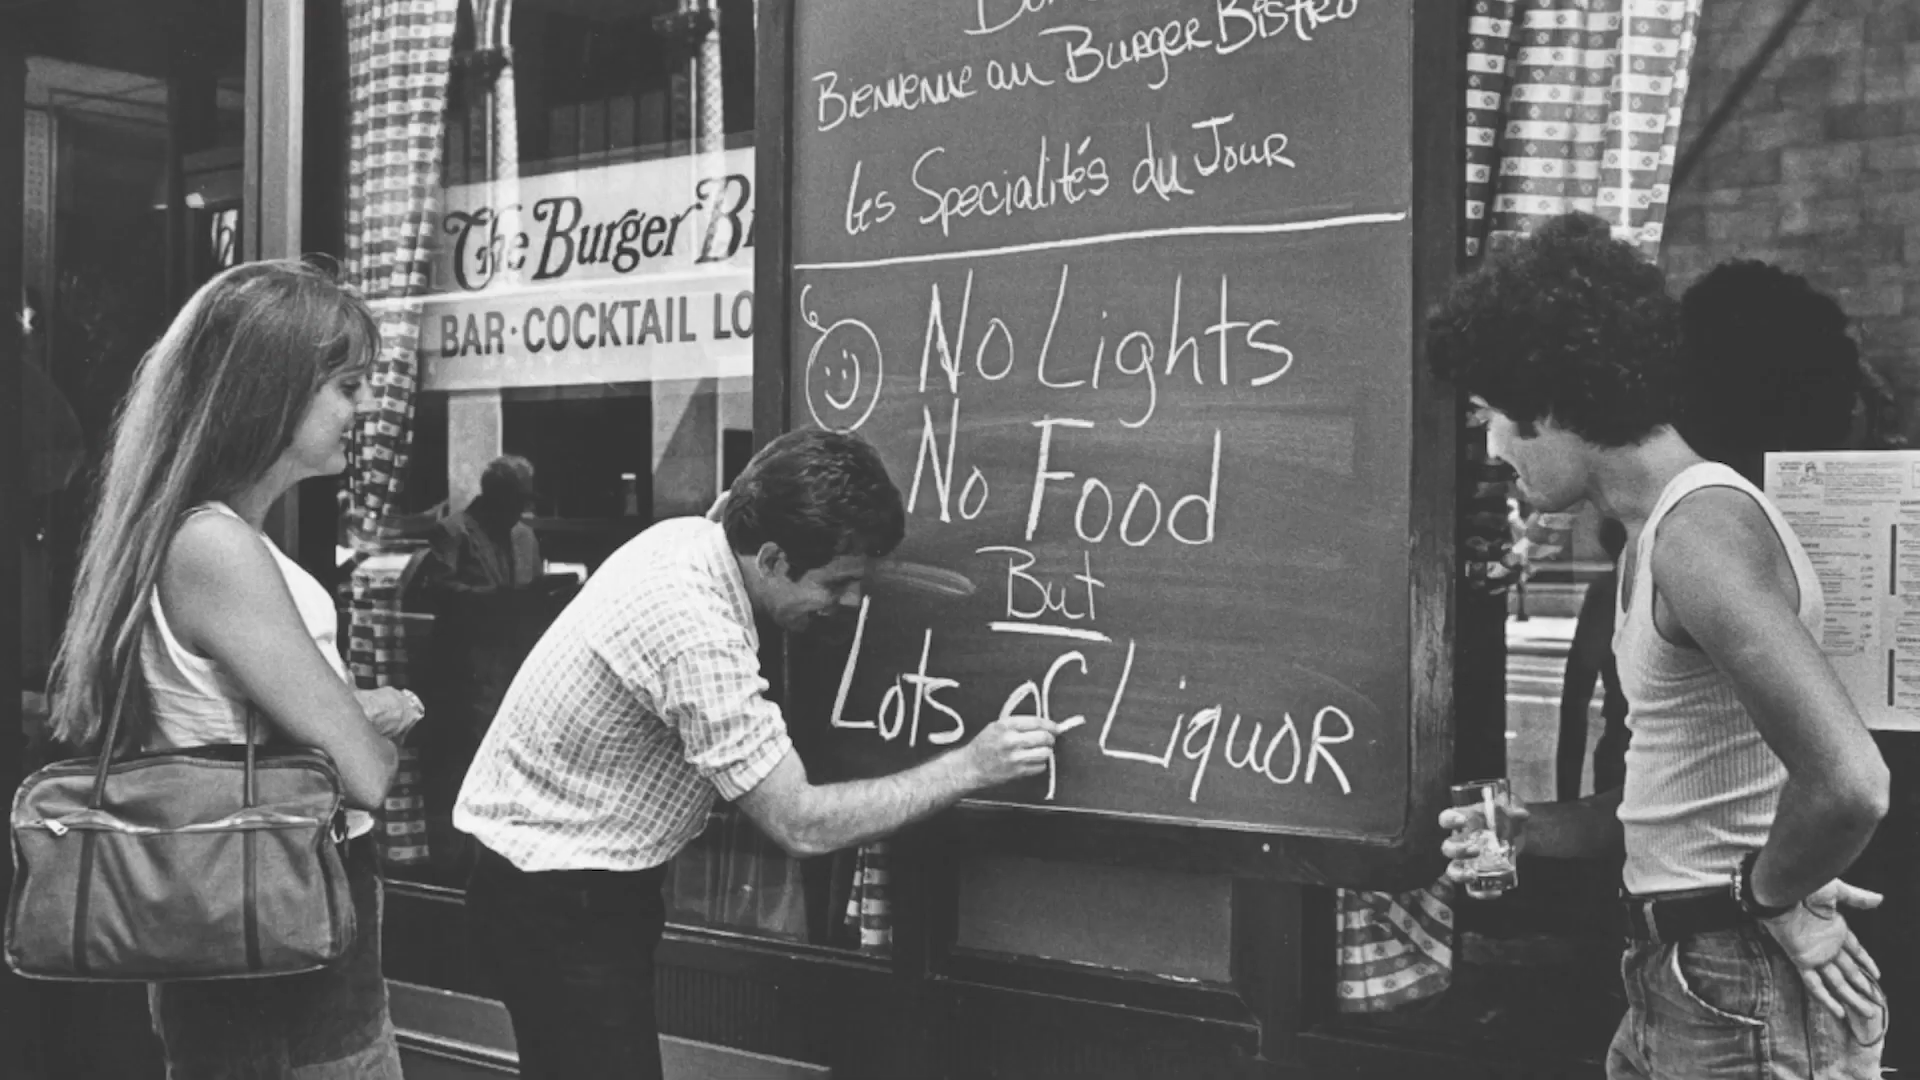 Bienvenue au Burger Bistro
Les Specialités du Jour
No Lights
No Food
But
Lots of Liquor
The Burger
BAR·COCKTAIL